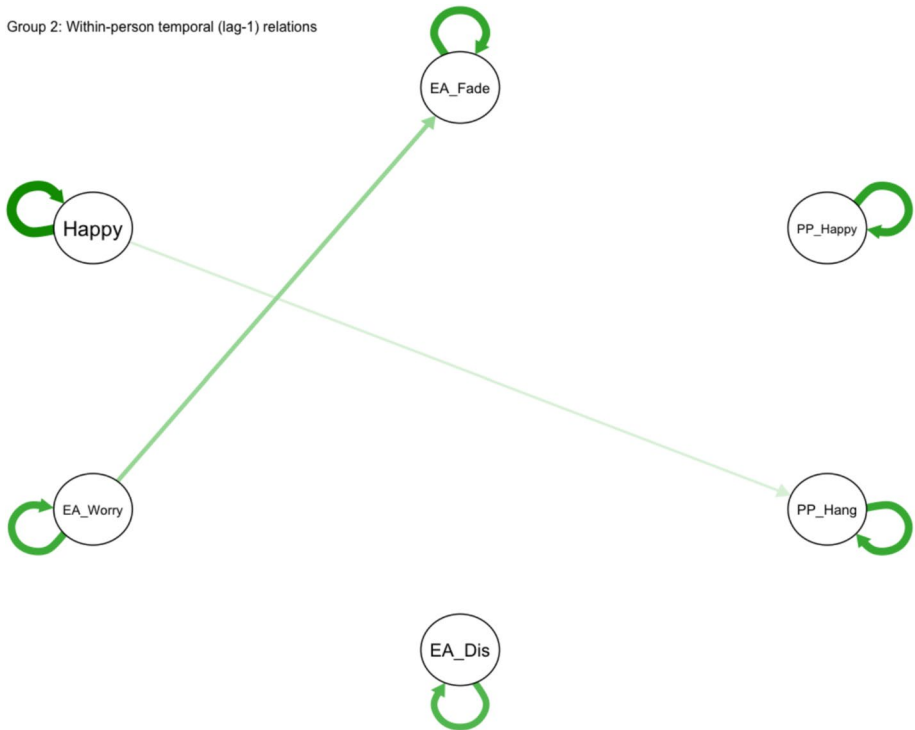 Group 2: Within-person temporal (lag-1) relations
EA_Fade
Happy
PP_Happy
EA_Worry
PP_Hang
EA_Dis